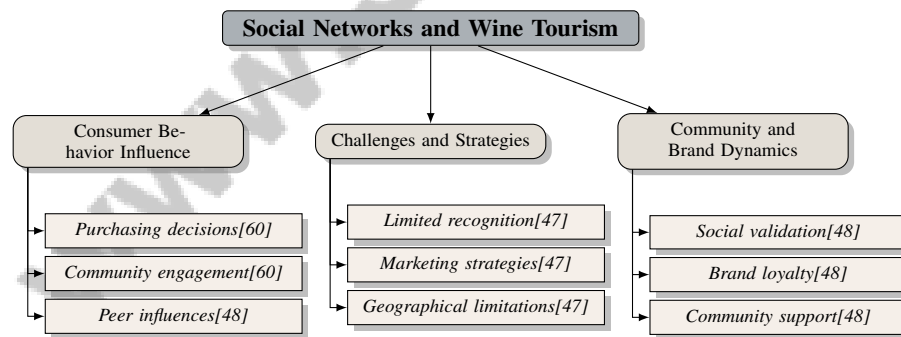 Social Networks and Wine Tourism
Consumer Be-
havior Influence
Purchasing decisions[60]
Community engagement[60]
Peer influences[48]
Challenges and Strategies
Limited recognition[47]
Marketing strategies[47]
Geographical limitations[47]
Community and
Brand Dynamics
Social validation[48]
Brand loyalty[48]
Community support[48]
www.